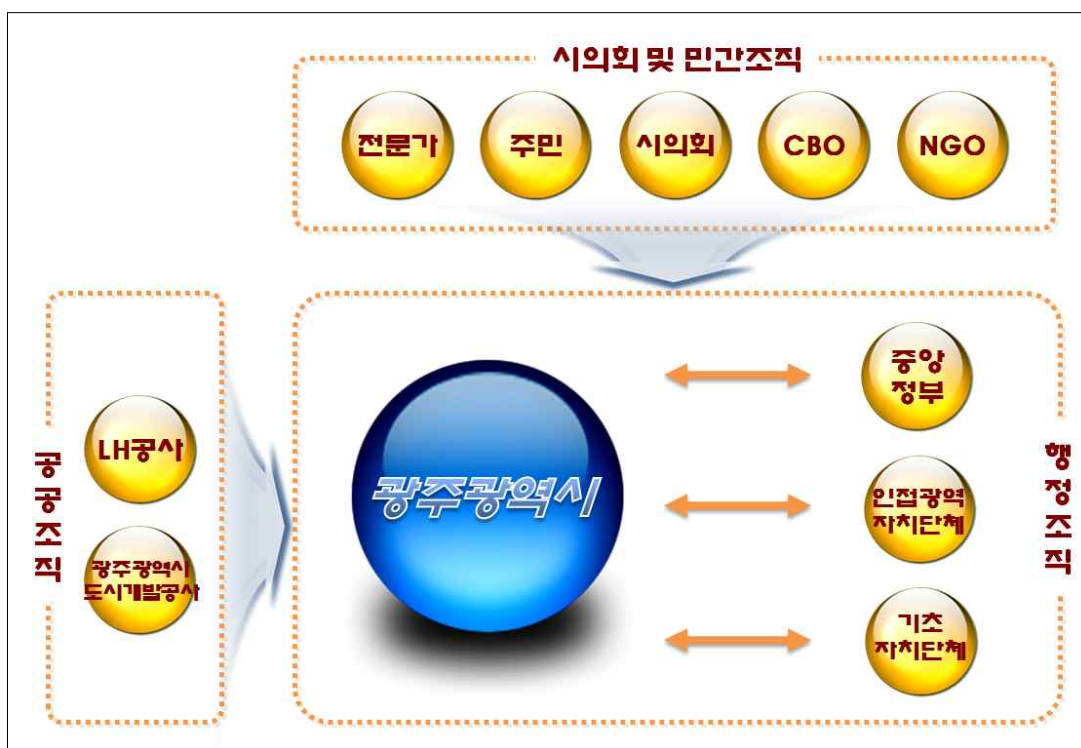 시의회 및 민간조직
전문가
주민
시의회
CBO
NGO
공공조직
LH공사
광주광역시
도시개발공사
광주광역시
중앙
정부
인접광역
자치단체
기초
자치단체
행정조직